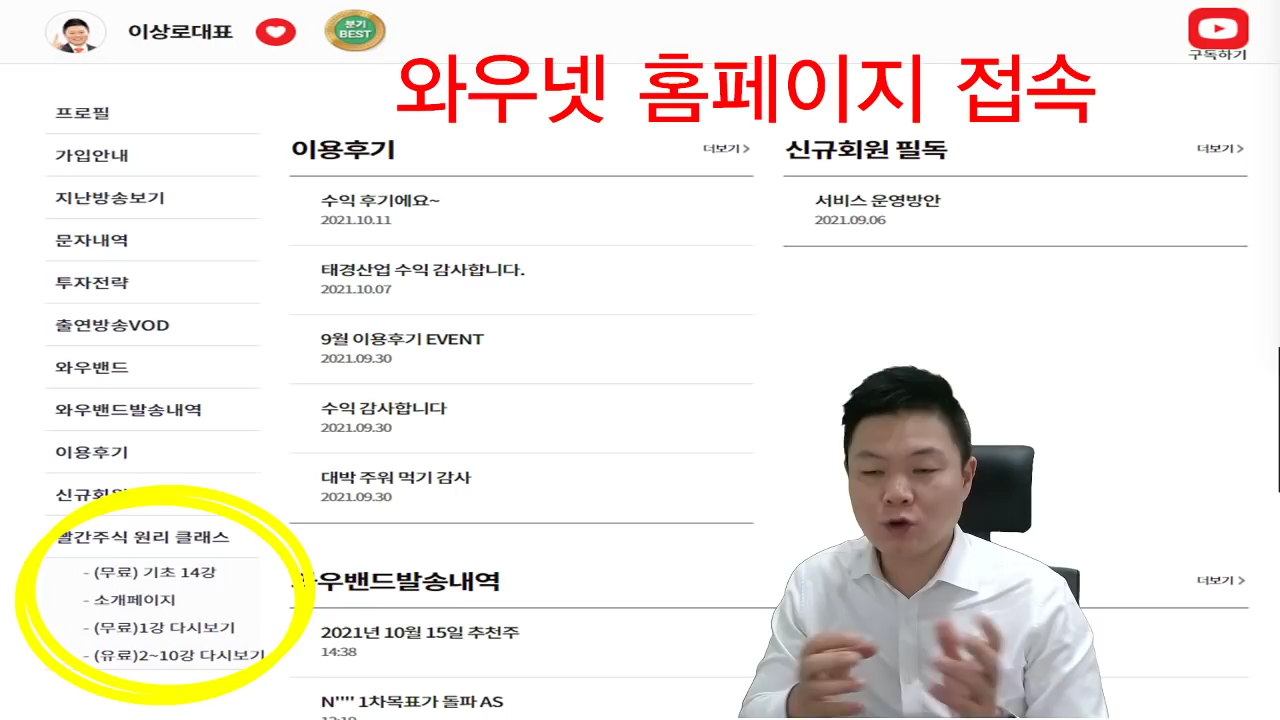 이상로대표
분기
BEST
구독하기
와우넷 홈페이지 접속
프로필
가입안내
지난방송보기
문자내역
투자전략
출연방송VOD
와우밴드
와우밴드발송내역
이용후기
신규회원
빨간주식 원리 클래스
- (무료) 기초 14강
- 소개페이지
- (무료)1강 다시보기
- (유료)2~10강 다시보기
이용후기
더보기 >
수익 후기에요~
2021.10.11
태경산업 수익 감사합니다.
2021.10.07
9월 이용후기 EVENT
2021.09.30
수익 감사합니다
2021.09.30
대박 주워 먹기 감사
2021.09.30
신규회원 필독
더보기 >
서비스 운영방안
2021.09.06
와우밴드발송내역
더보기 >
2021년 10월 15일 추천주
14:38
N'''' 1차목표가 돌파 AS